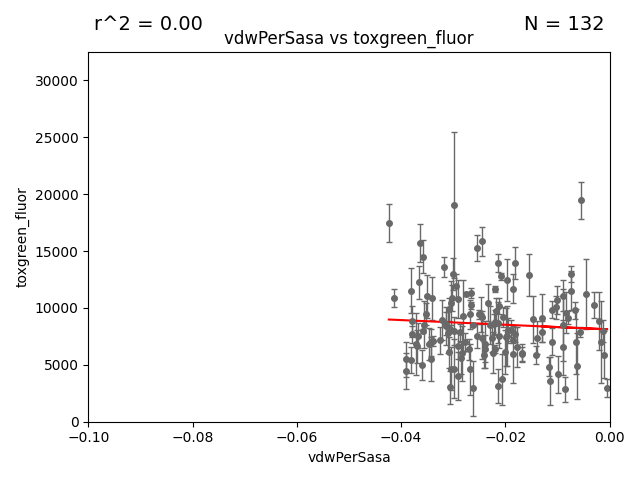 r^2 = 0.00
N = 132
vdwPerSasa vs toxgreen_fluor
30000
25000
20000
15000
10000
5000
0
toxgreen_fluor
−0.10
−0.08
−0.06
−0.04
−0.02
0.00
vdwPerSasa